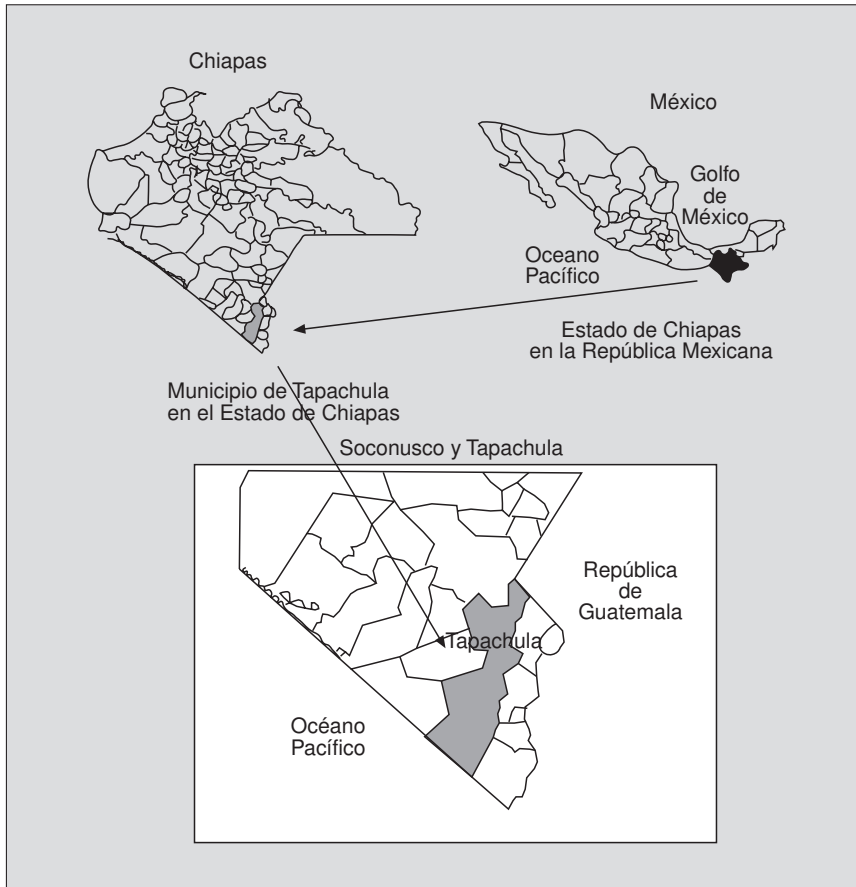 Chiapas
México
Golfo
de
México
Oceano
Pacífico
Estado de Chiapas
en la República Mexicana
Municipio de Tapachula
en el Estado de Chiapas
Soconusco y Tapachula
República
de
Guatemala
Tapachula
Océano
Pacífico